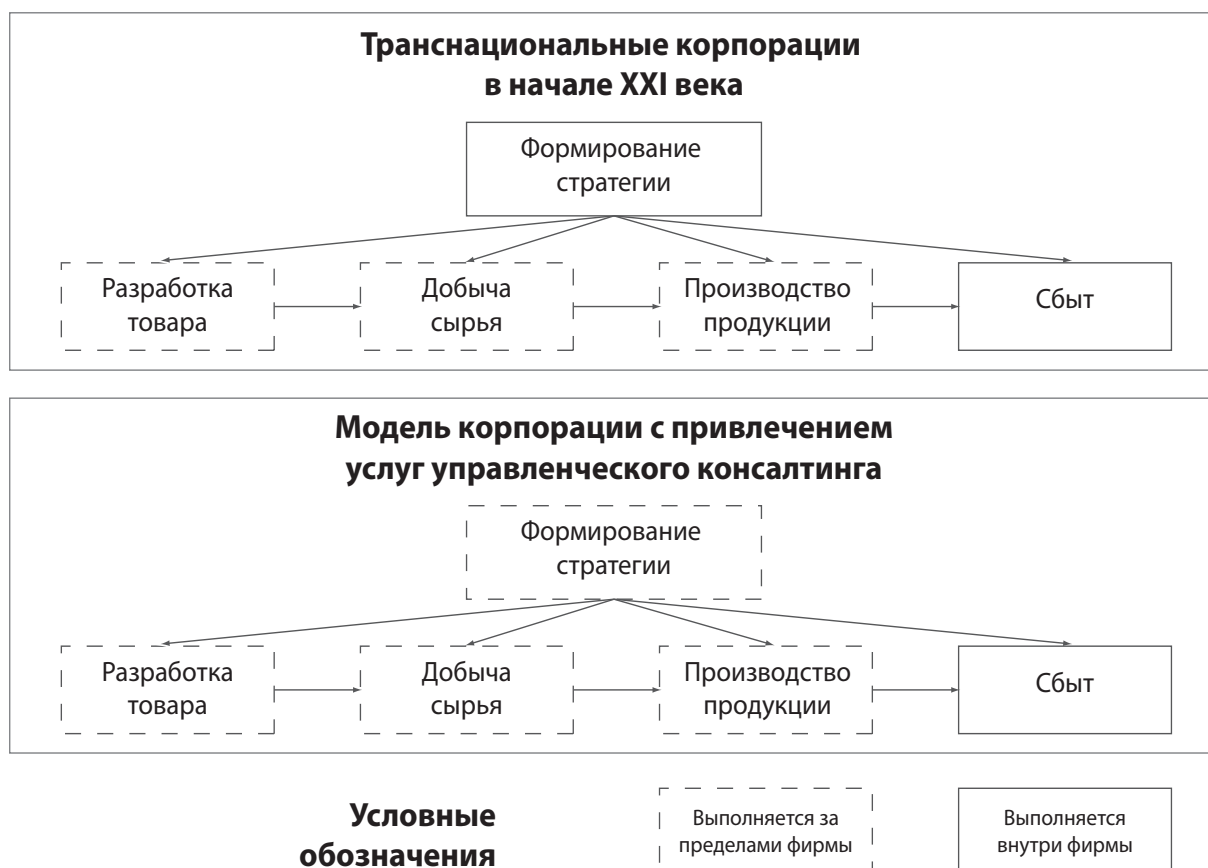 Транснациональные корпорации
в начале XXI века
Формирование
стратегии
Разработка
товара
Добыча
сырья
Производство
продукции
Сбыт
Модель корпорации с привлечением
услуг управленческого консалтинга
Формирование
стратегии
Разработка
товара
Добыча
сырья
Производство
продукции
Сбыт
Условные
обозначения
Выполняется за
пределами фирмы
Выполняется
внутри фирмы